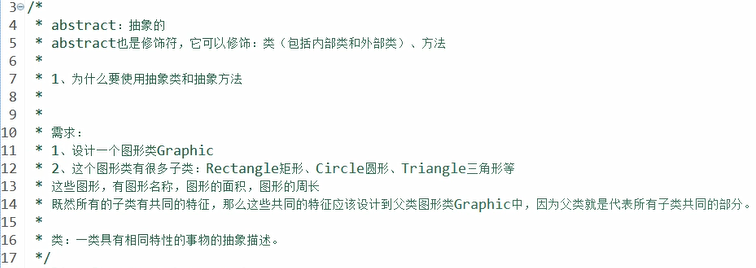 3 /*
4  * abstract：抽象的
5  * abstract也是修饰符，它可以修饰：类（包括内部类和外部类）、方法
6  *
7  * 1、为什么要使用抽象类和抽象方法
8  *
9  *
10  * 需求：
11  * 1、设计一个图形类Graphic
12  * 2、这个图形类有很多子类：Rectangle矩形、Circle圆形、Triangle三角形等
13  * 这些图形，有图形名称，图形的面积，图形的周长
14  * 既然所有的子类有共同的特征，那么这些共同的特征应该设计到父类图形类Graphic中，因为父类就是代表所有子类共同的部分。
15  *
16  * 类：一类具有相同特性的事物的抽象描述。
17  */